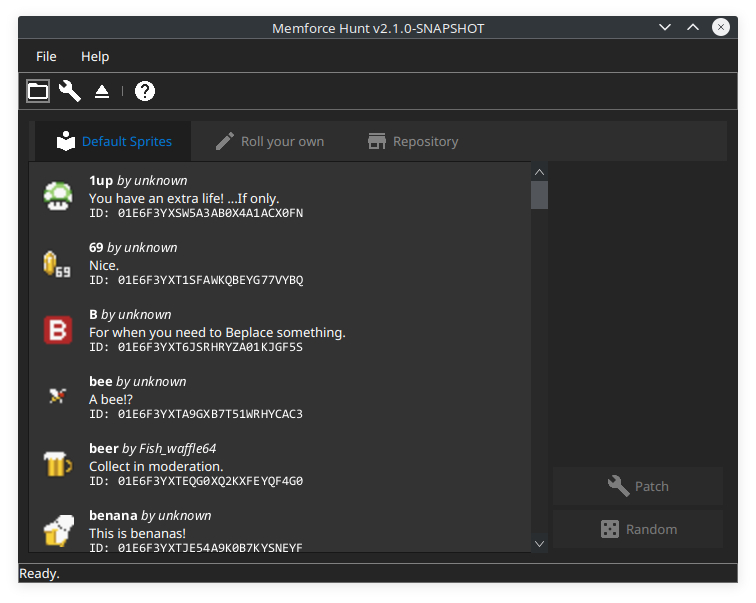 Memforce Hunt v2.1.0-SNAPSHOT
File Help
Default Sprites Roll your own Repository
1up by unknown
You have an extra life! ...If only.
ID: 01E6F3YXSW5A3AB0X4A1ACX0FN
69
69 by unknown
Nice.
ID: 01E6F3YXT1SFAWKQBEYG77VYBQ
B
B by unknown
For when you need to Beplace something.
ID: 01E6F3YXT6JSRHRYZA01KJGF5S
bee by unknown
A bee!?
ID: 01E6F3YXTA9GXB7T51WRHYCAC3
beer by Fish_waffle64
Collect in moderation.
ID: 01E6F3YXTEQG0XQ2KXFEYQF4G0
benana by unknown
This is benanas!
ID: 01E6F3YXTJE54A9K0B7KYSNEYF
Patch
Random
Ready.